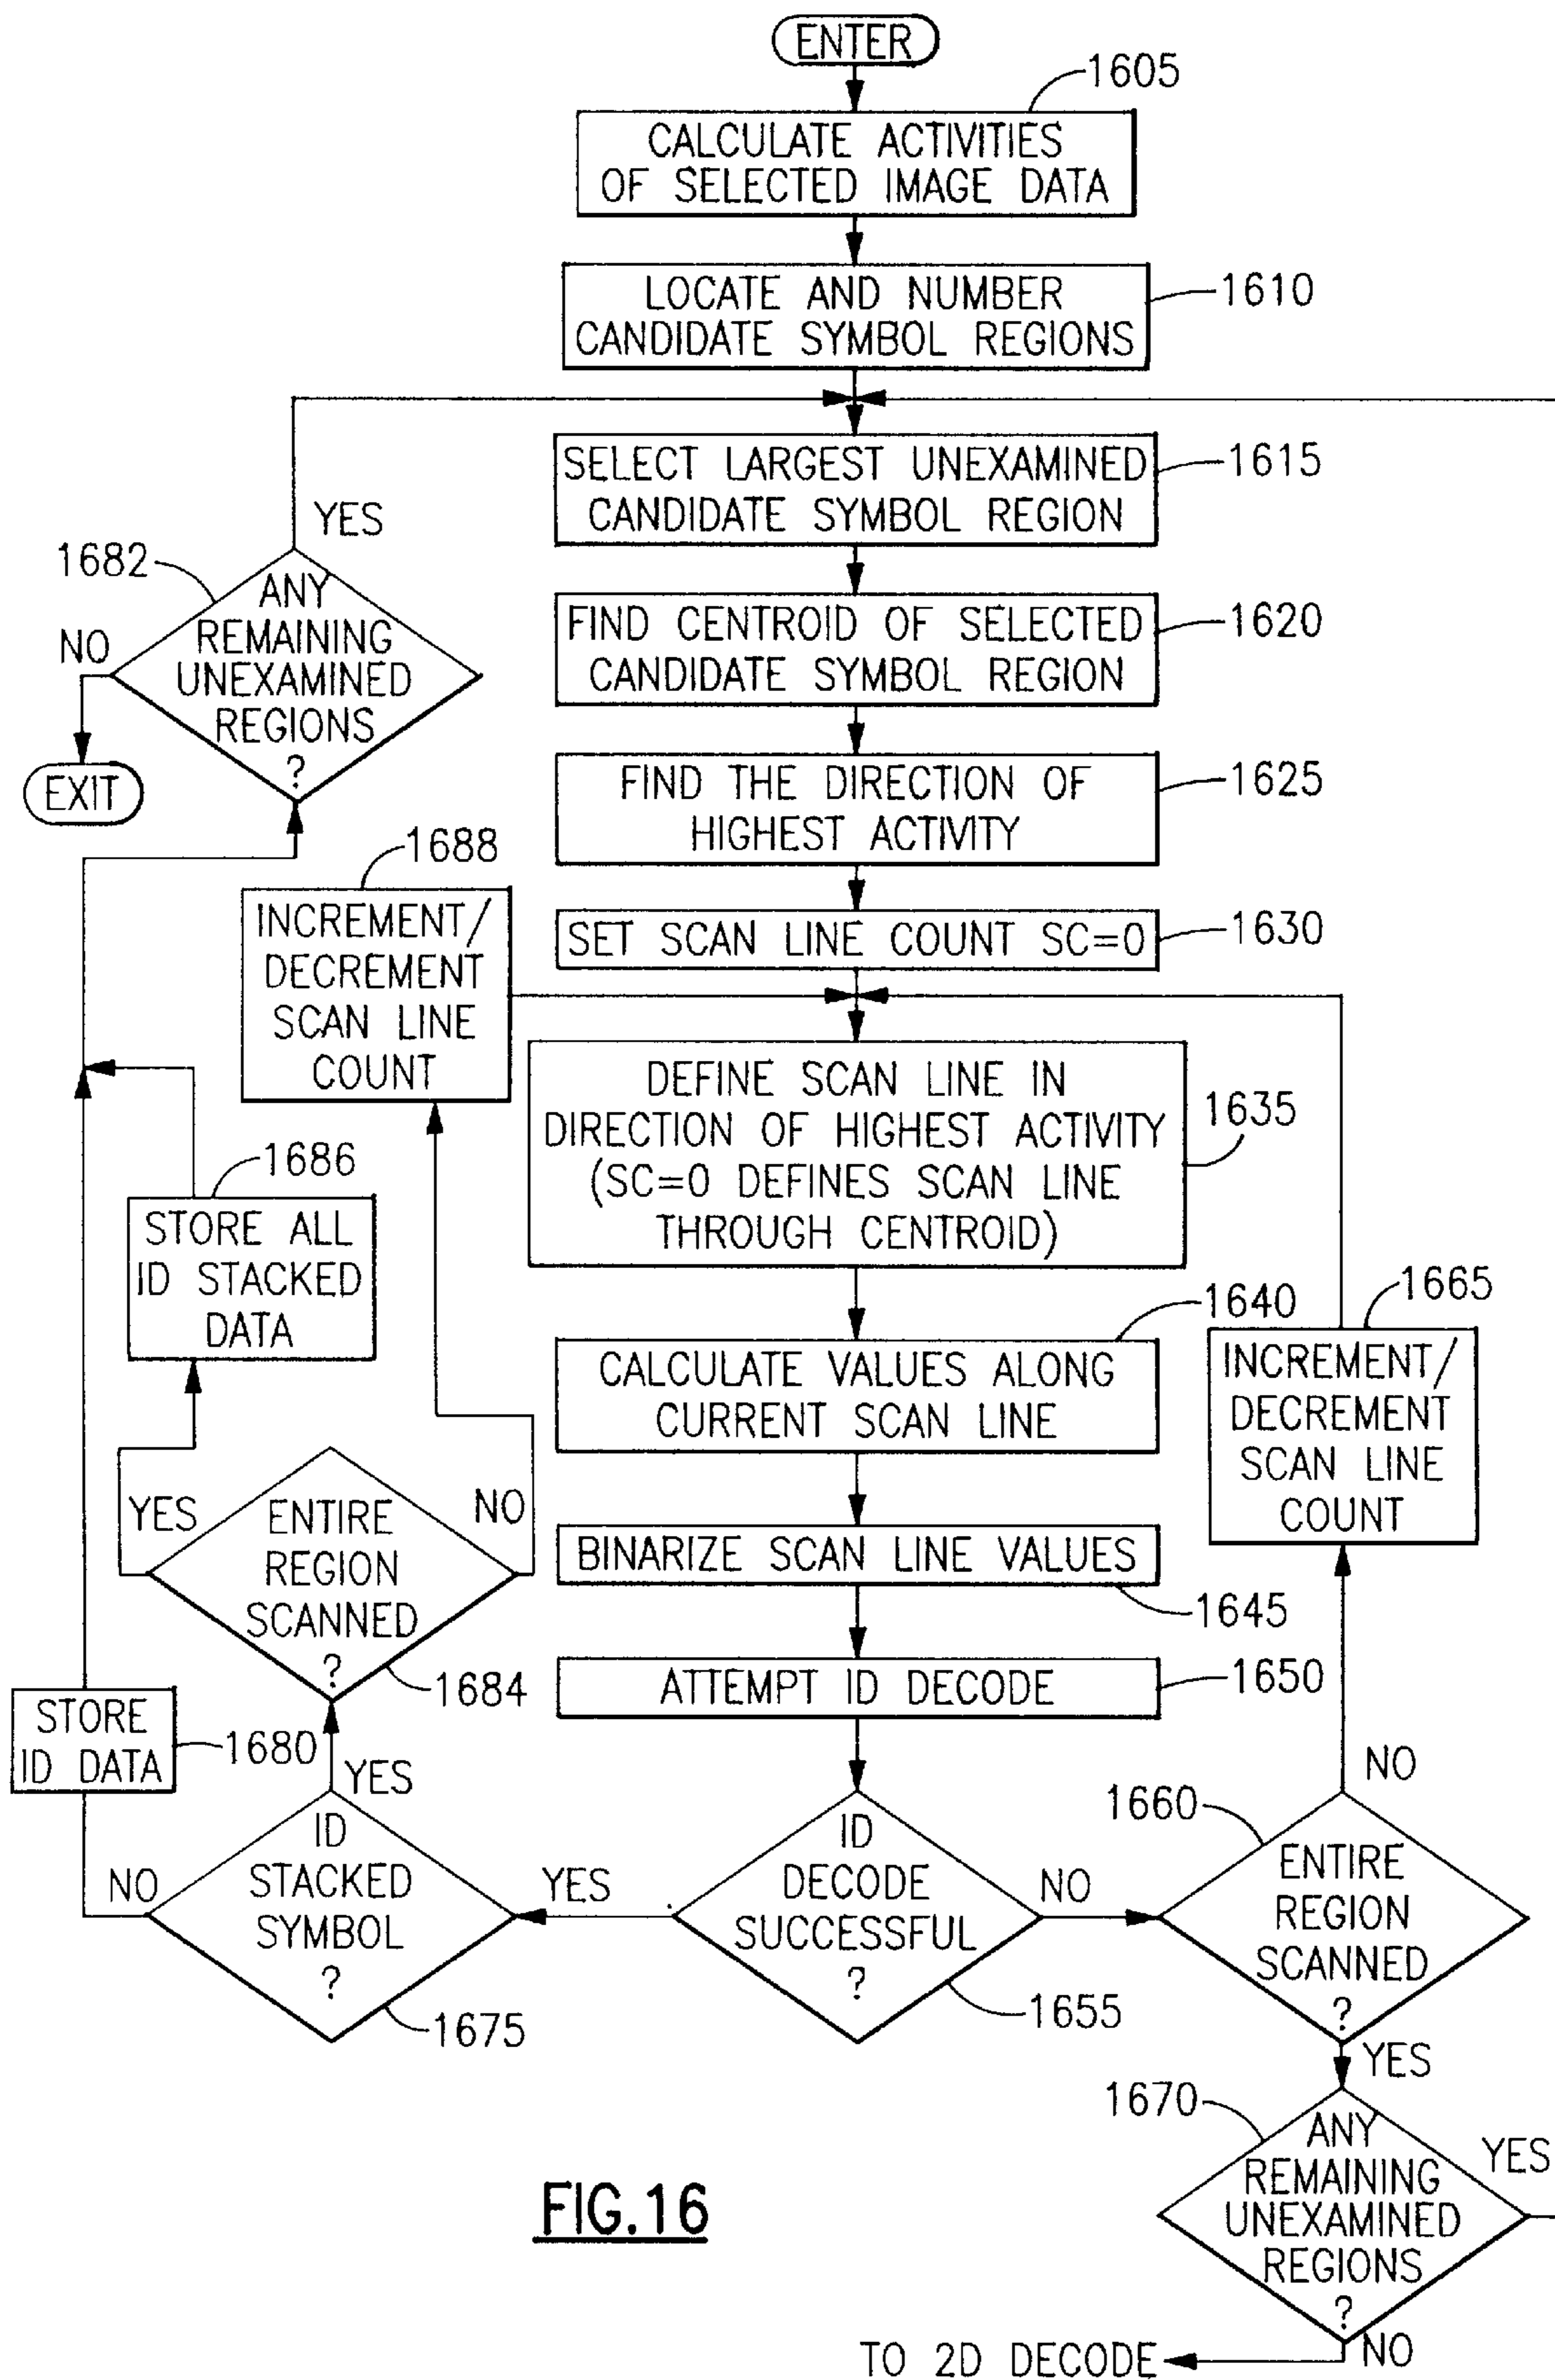 ENTER
1605
CALCULATE ACTIVITIES
OF SELECTED IMAGE DATA
LOCATE AND NUMBER
CANDIDATE SYMBOL REGIONS
1610
SELECT LARGEST UNEXAMINED
CANDIDATE SYMBOL REGION
1615
YES
1682
ANY
REMAINING
UNEXAMINED
REGIONS
?
NO
EXIT
FIND CENTROID OF SELECTED
CANDIDATE SYMBOL REGION
1620
FIND THE DIRECTION OF
HIGHEST ACTIVITY
1625
1688
INCREMENT/
DECREMENT
SCAN LINE
COUNT
SET SCAN LINE COUNT SC=0
1630
DEFINE SCAN LINE IN
DIRECTION OF HIGHEST ACTIVITY
(SC=0 DEFINES SCAN LINE
THROUGH CENTROID)
1635
1686
STORE ALL
ID STACKED
DATA
1640
CALCULATE VALUES ALONG
CURRENT SCAN LINE
1665
INCREMENT/
DECREMENT
SCAN LINE
COUNT
YES
ENTIRE
REGION
SCANNED
?
NO
1684
BINARIZE SCAN LINE VALUES
1645
ATTEMPT ID DECODE
1650
STORE
ID DATA
1680
YES
ID
STACKED
SYMBOL
?
NO
1675
YES
ID
DECODE
SUCCESSFUL
?
NO
1655
NO
1660
ENTIRE
REGION
SCANNED
?
YES
1670
ANY
REMAINING
UNEXAMINED
REGIONS
?
YES
NO
TO 2D DECODE
FIG.16